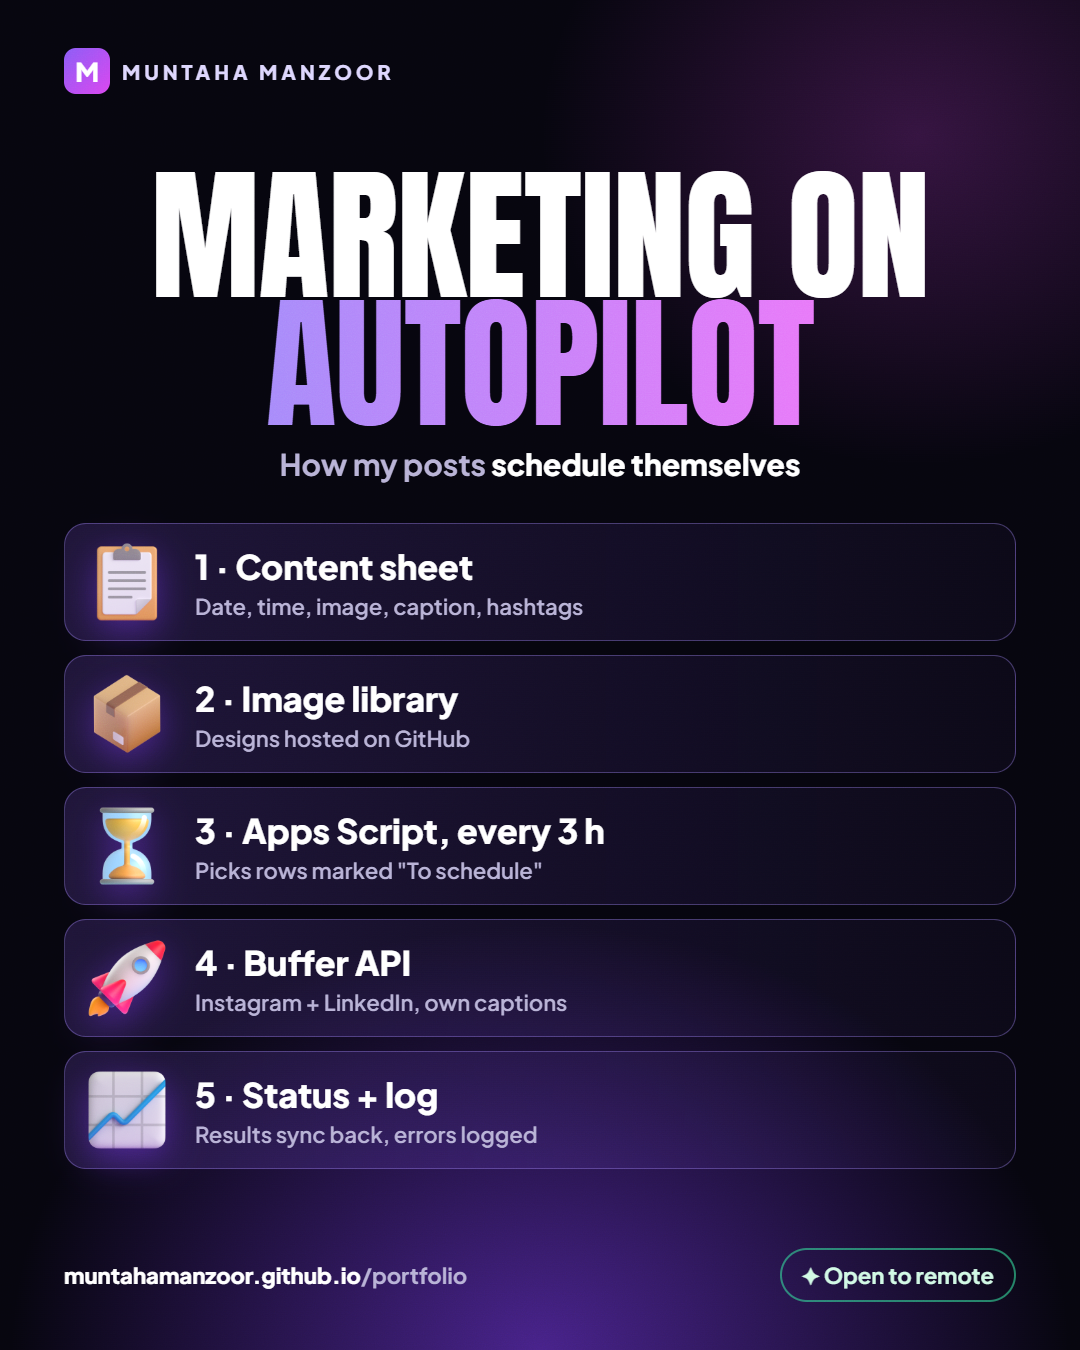 M MUNTAHA MANZOOR
MARKETING ON
AUTOPILOT
How my posts schedule themselves
1 · Content sheet
Date, time, image, caption, hashtags
2 · Image library
Designs hosted on GitHub
3 · Apps Script, every 3 h
Picks rows marked "To schedule"
4 · Buffer API
Instagram + LinkedIn, own captions
5 · Status + log
Results sync back, errors logged
muntahamanzoor.github.io/portfolio
✦ Open to remote